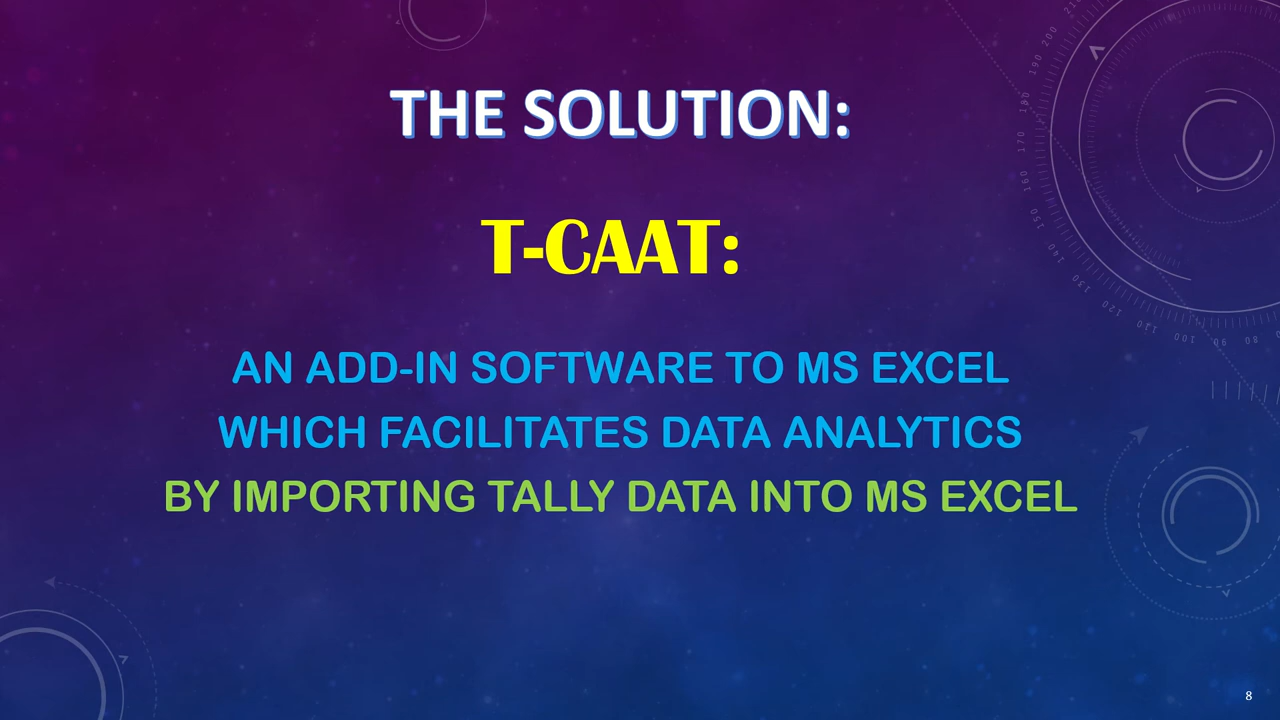 THE SOLUTION:
T-CAAT:
AN ADD-IN SOFTWARE TO MS EXCEL
WHICH FACILITATES DATA ANALYTICS
BY IMPORTING TALLY DATA INTO MS EXCEL
8